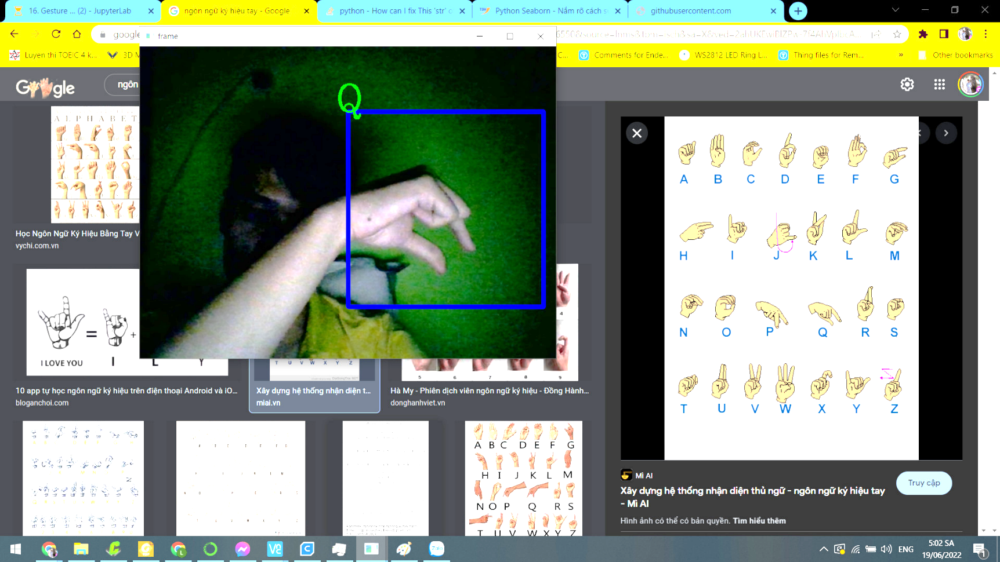 16. Gesture ... (2) - JupyterLab
ngôn ngữ ký hiệu tay - Google
python - How can I fix This 'str' o
Python Seaborn - Nắm rõ cách s
githubusercontent.com
google
frame
Luyen thi TOEIC 4 k...
3D M
C...
Comments for Ende...
WS2812 LED Ring L...
Thing files for Rem...
»
Other bookmarks
Google
ngôn
Q
ALPHABET
Học Ngôn Ngữ Ký Hiệu Bằng Tay V
vychi.com.vn
=
+
I LOVE YOU
I
L
Y
10 app tự học ngôn ngữ ký hiệu trên điện thoại Android và iO...
bloganchoi.com
T U V W X Y Z
Xây dựng hệ thống nhận diện t...
miai.vn
4
5 6 7 8 9
Hà My - Phiên dịch viên ngôn ngữ ký hiệu - Đồng Hành...
donghanhviet.vn
A B C D E F G
H I J K L M
N O P Q R S
T U V W X Y Z
A B C D E F G
H I J K L M
N O P Q R S
T U V W X Y Z
Mì AI
Xây dựng hệ thống nhận diện thủ ngữ - ngôn ngữ ký hiệu tay
- Mì AI
Truy cập
Hình ảnh có thể có bản quyền. Tìm hiểu thêm
ENG
5:02 SA
19/06/2022
1